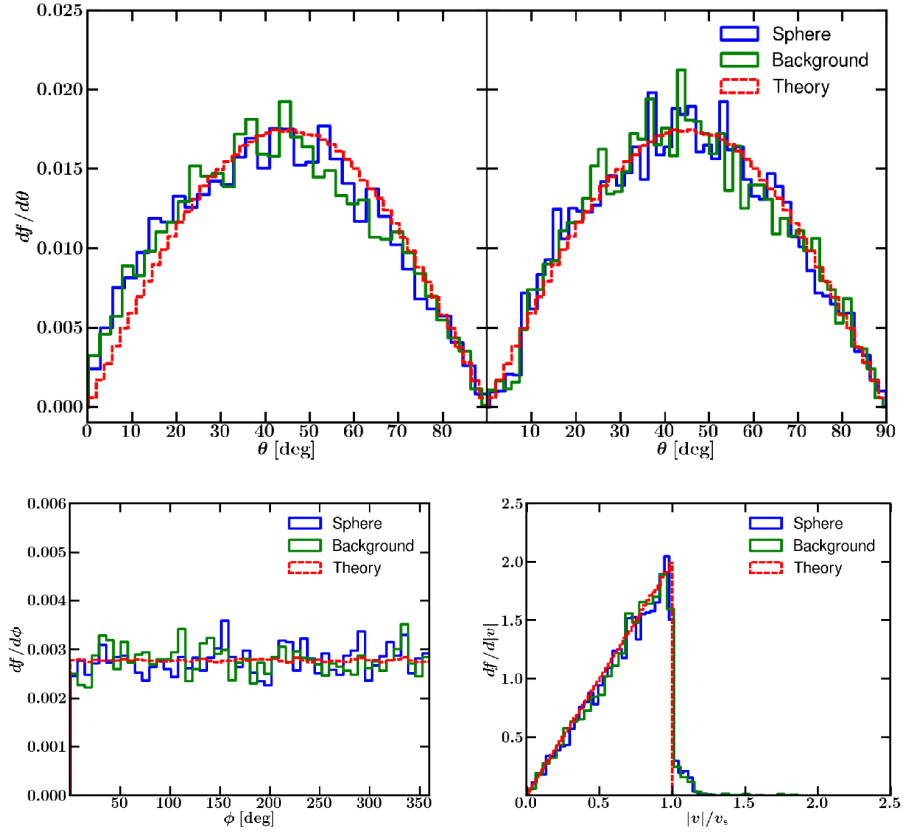 0.025
0.020
0.015
0.010
0.005
0.000
df/dθ
Sphere
Background
Theory
0 10 20 30 40 50 60 70 80
10 20 30 40 50 60 70 80 90
θ [deg]
θ [deg]
0.006
0.005
0.004
0.003
0.002
0.001
0.000
df/dϕ
Sphere
Background
Theory
50 100 150 200 250 300 350
ϕ [deg]
2.5
2.0
1.5
1.0
0.5
df/d|v|
Sphere
Background
Theory
0.0 0.5 1.0 1.5 2.0 2.5
|v|/vₛ